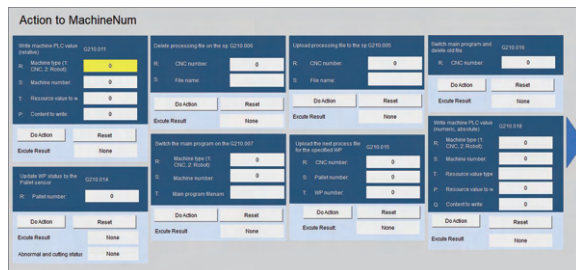 Action to MachineNum
Write machine PLC value (relative) G210.011
R: Machine type (1: CNC, 2: Robot) 0
S: Machine number: 0
T: Resource value to w 0
P: Content to write: 0
Do Action Reset
Excute Result: None
Update WP status to the Pallet sensor G210.014
R: Pallet number: 0
Do Action Reset
Excute Result: None
Abnormal and cutting status None
Delete processing file on the sp G210.006
R: CNC number: 0
S: File name:
Do Action Reset
Excute Result: None
Switch the main program on the G210.007
R: Machine type (1: CNC, 2: Robot) 0
S: Machine number: 0
T: Main program filenam
Do Action Reset
Excute Result: None
Upload processing file to the sp G210.005
R: CNC number: 0
S: File name:
Do Action Reset
Excute Result: None
Upload the next process file for the specified WP G210.015
R: CNC number: 0
S: Pallet number: 0
T: WP number: 0
Do Action Reset
Excute Result: None
Switch main program and delete old file G210.016
R: CNC number: 0
Do Action Reset
Excute Result: None
Write machine PLC value (numeric, absolute)
R: Machine type (1: CNC, 2: Robot) 0
S: Machine number: 0
T: Resource value type 0
P: Resource value to w 0
Q: Content to write: 0
Do Action Reset
Excute Result: None